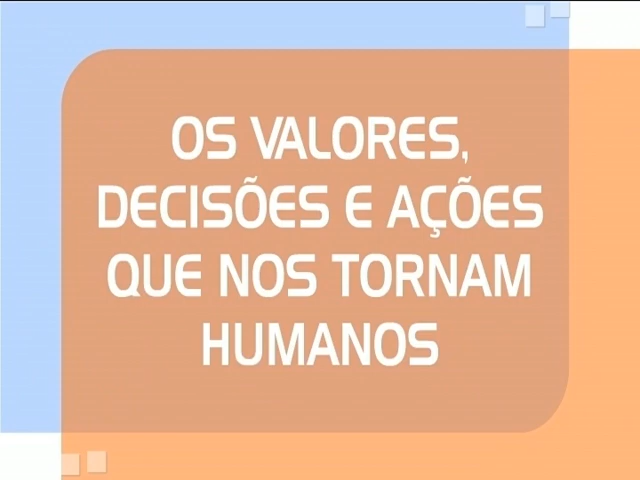 OS VALORES,
DECISÕES E AÇÕES
QUE NOS TORNAM
HUMANOS